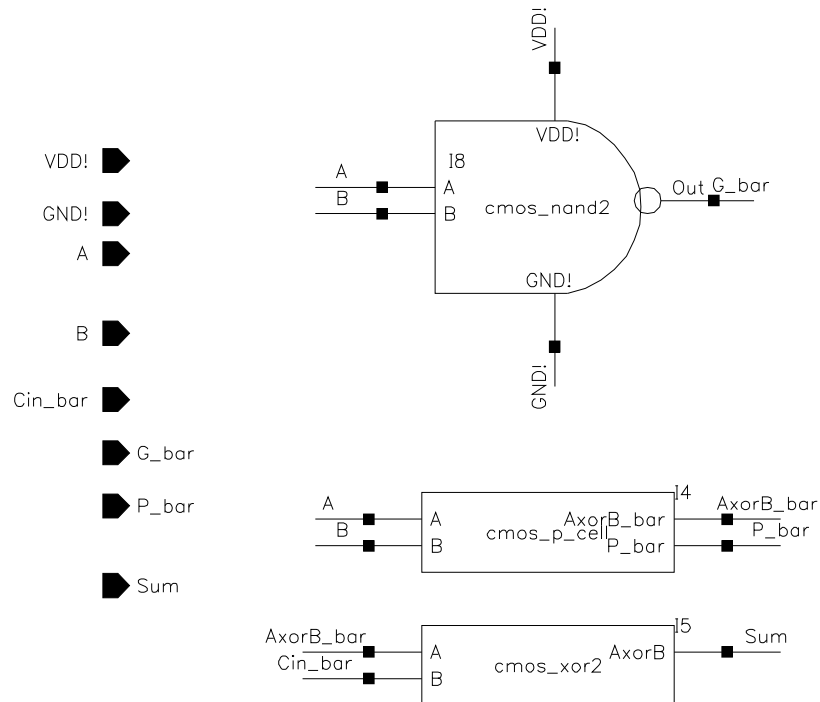 VDD!
GND!
A
B
Cin_bar
G_bar
P_bar
Sum
VDD!
VDD!
I8
A
A
B
B
cmos_nand2
Out G_bar
GND!
GND!
I4
A
A
AxorB_bar
AxorB_bar
B
B
cmos_p_cell
P_bar
P_bar
I5
AxorB_bar
A
AxorB
Sum
Cin_bar
B
cmos_xor2